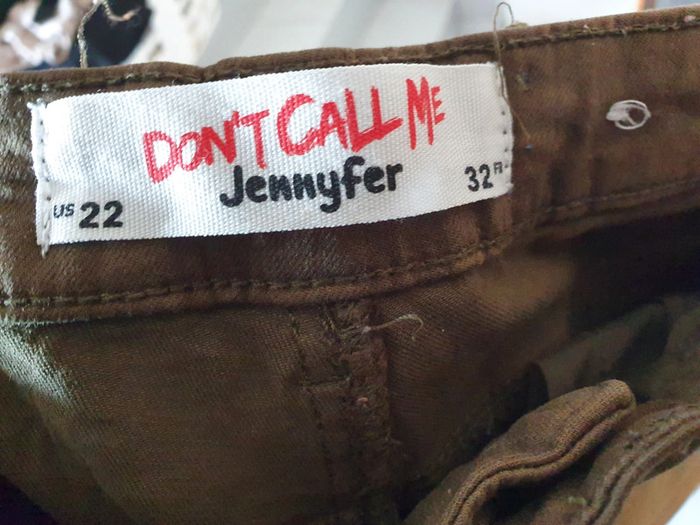 DON'T CALL ME
Jennyfer
US 22
32 FR